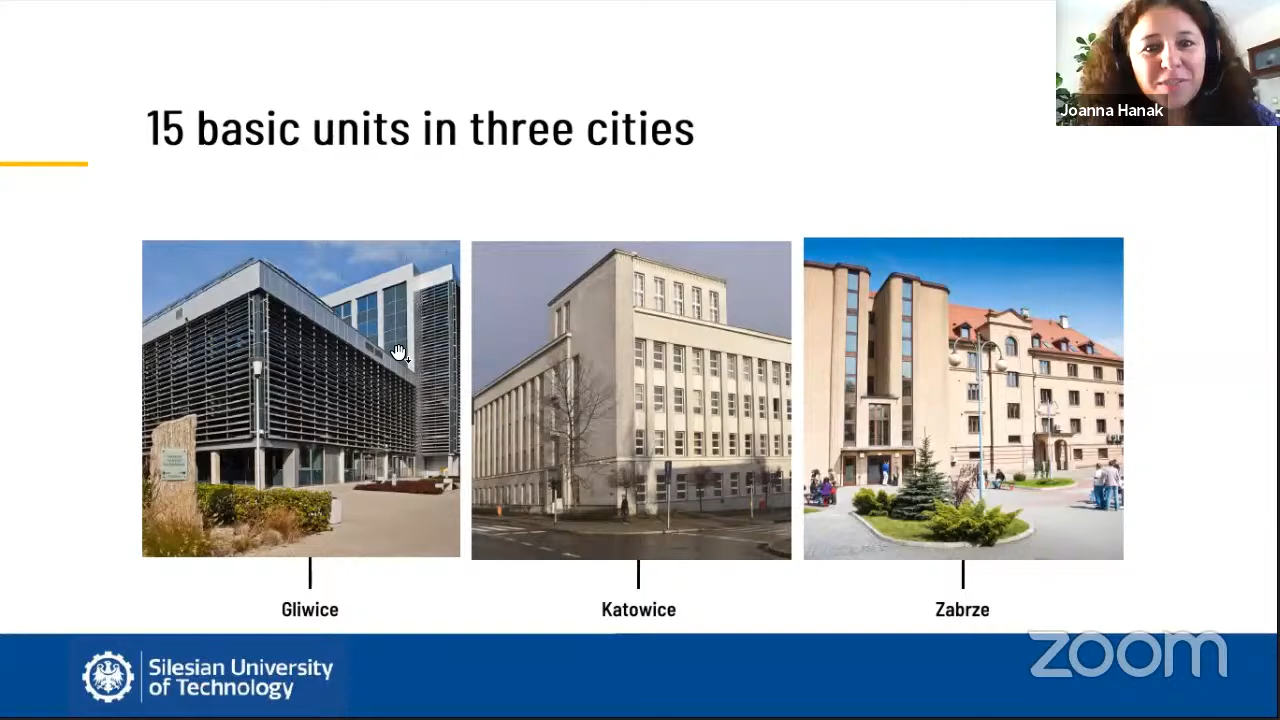 Joanna Hanak
15 basic units in three cities
Gliwice
Katowice
Zabrze
Silesian University
of Technology
zoom